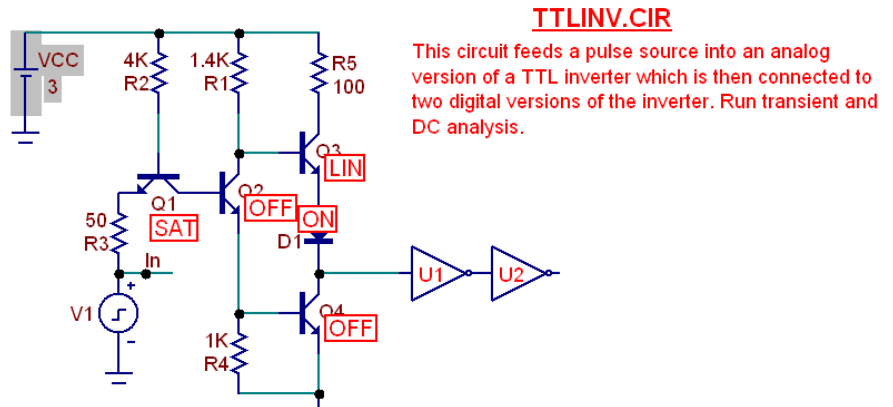 TTLINV.CIR
This circuit feeds a pulse source into an analog
version of a TTL inverter which is then connected to
two digital versions of the inverter. Run transient and
DC analysis.
VCC
3
4K
R2
1.4K
R1
R5
100
Q3
LIN
Q1
SAT
Q2
OFF
ON
D1
50
R3
In
V1
+
-
U1
U2
Q4
OFF
1K
R4